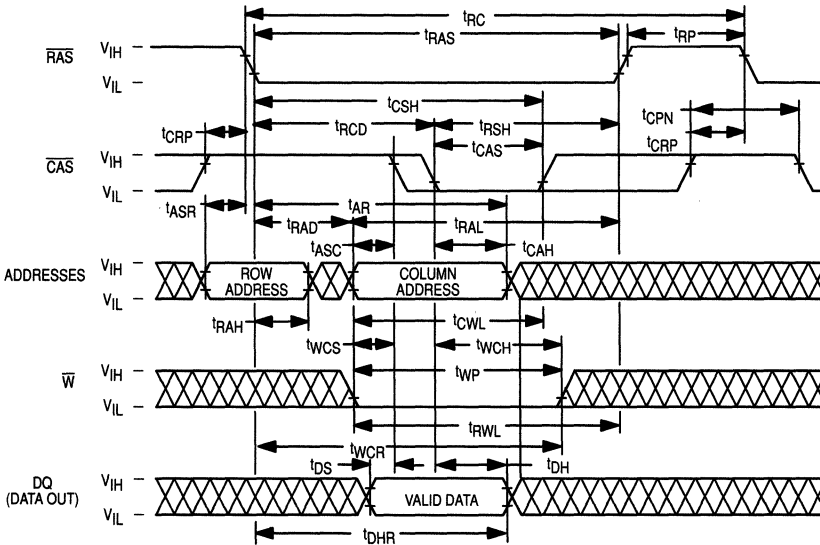 tRC
tRAS
tRP
RAS
VIH
VIL
tCSH
tRCD
tRSH
tCPN
tCRP
tCAS
tCRP
CAS
VIH
VIL
tASR
tAR
tRAD
tRAL
tASC
tCAH
ADDRESSES
VIH
VIL
ROW
ADDRESS
COLUMN
ADDRESS
tRAH
tCWL
tWCS
tWCH
W
VIH
VIL
tWP
tRWL
tWCR
tDS
tDH
DQ
(DATA OUT)
VIH
VIL
VALID DATA
tDHR